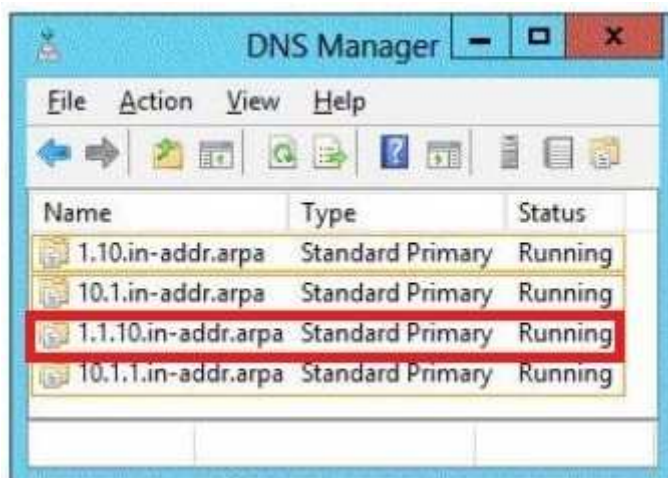 DNS Manager
File Action View Help
Name Type Status
1.10.in-addr.arpa Standard Primary Running
10.1.in-addr.arpa Standard Primary Running
1.1.10.in-addr.arpa Standard Primary Running
10.1.1.in-addr.arpa Standard Primary Running